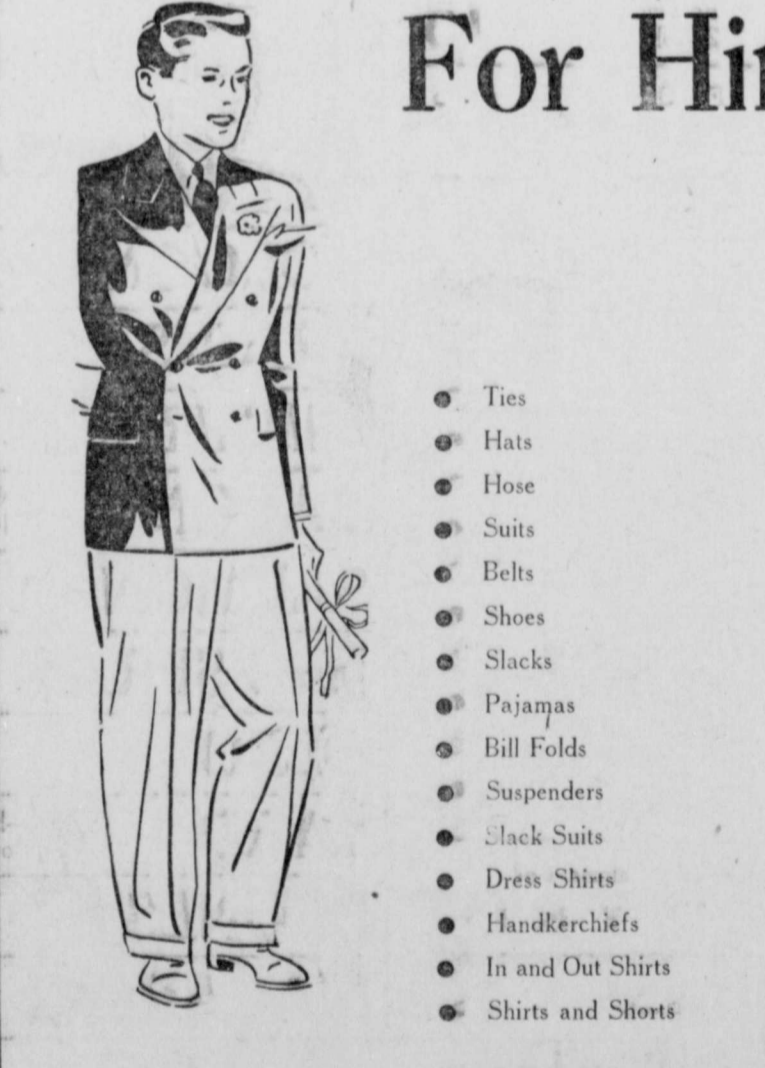 For Hi
Ties
Hats
Hose
Suits
Belts
Shoes
Slacks
Pajamas
Bill Folds
Suspenders
Slack Suits
Dress Shirts
Handkerchiefs
In and Out Shirts
Shirts and Shorts